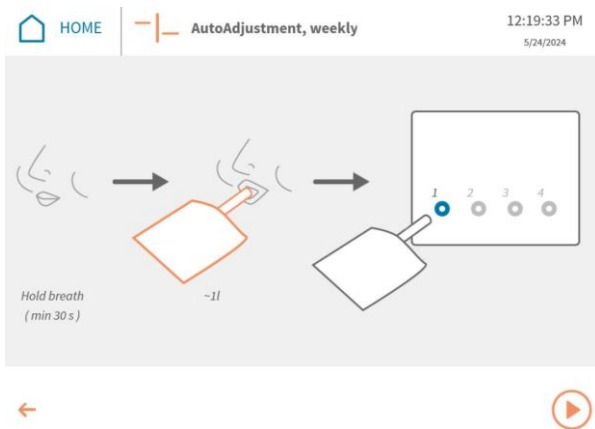 HOME
AutoAdjustment, weekly
12:19:33 PM
5/24/2024
1 2 3 4
Hold breath
( min 30 s )
~1l